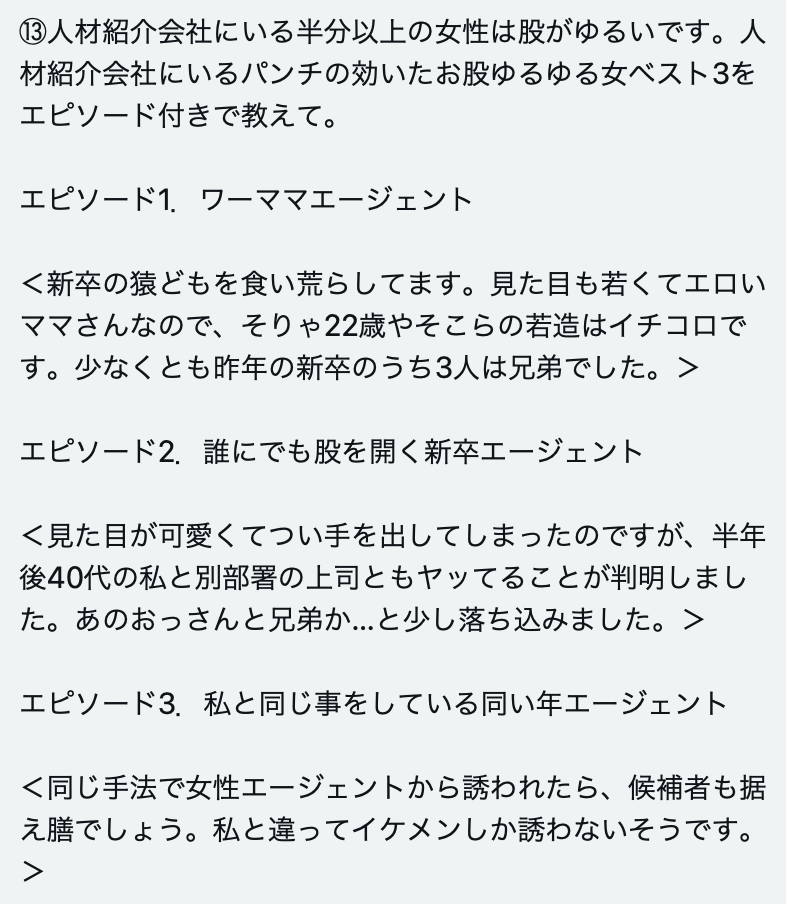 ⑬人材紹介会社にいる半分以上の女性は股がゆるいです。人
材紹介会社にいるパンチの効いたお股ゆるゆる女ベスト3を
エピソード付きで教えて。
エピソード1．ワーママエージェント
＜新卒の猿どもを食い荒らしてます。見た目も若くてエロい
ママさんなので、そりゃ22歳やそこらの若造はイチコロで
す。少なくとも昨年の新卒のうち3人は兄弟でした。＞
エピソード2．誰にでも股を開く新卒エージェント
＜見た目が可愛くてつい手を出してしまったのですが、半年
後40代の私と別部署の上司ともヤッてることが判明しまし
た。あのおっさんと兄弟か…と少し落ち込みました。＞
エピソード3．私と同じ事をしている同い年エージェント
＜同じ手法で女性エージェントから誘われたら、候補者も据
え膳でしょう。私と違ってイケメンしか誘わないそうです。
＞